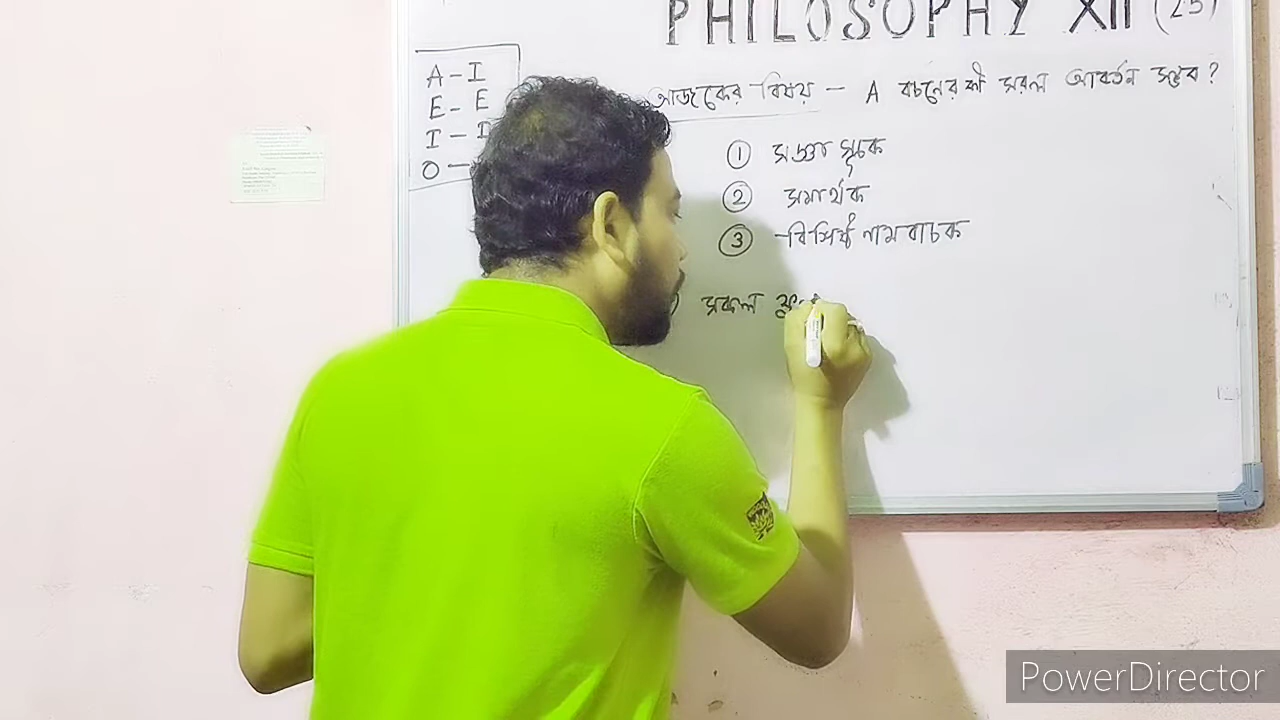 PHILOSOPHY XII (25)
A - I
E - E
I - I
O -
আজকের বিষয় - A বচনের কী সরল আবর্তন সম্ভব ?
① সংজ্ঞা সূচক
② সমার্থক
③ বিশিষ্ট নামবাচক
সকল
PowerDirector